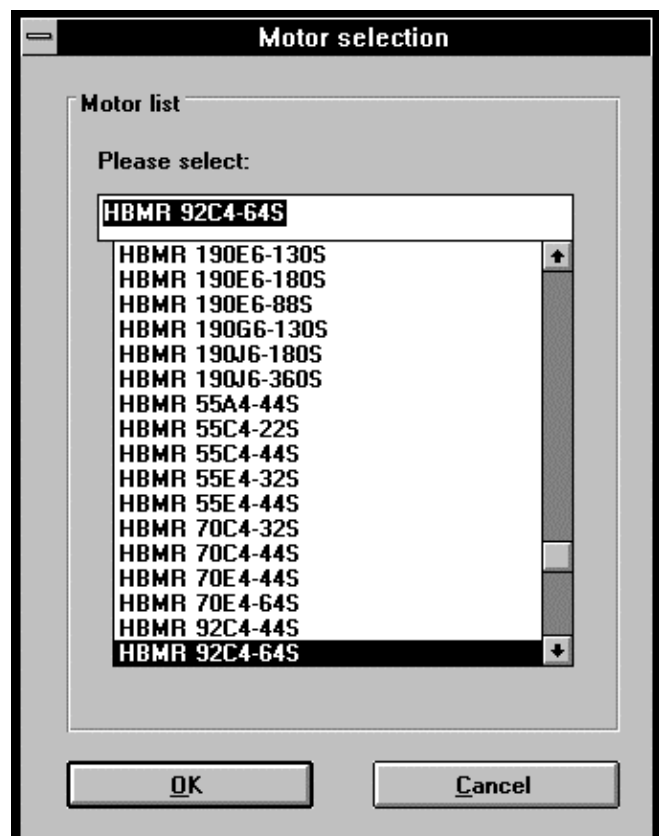 Motor selection
Motor list
Please select:
HBMR 92C4-64S
HBMR 190E6-130S
HBMR 190E6-180S
HBMR 190E6-88S
HBMR 190G6-130S
HBMR 190J6-180S
HBMR 190J6-360S
HBMR 55A4-44S
HBMR 55C4-22S
HBMR 55C4-44S
HBMR 55E4-32S
HBMR 55E4-44S
HBMR 70C4-32S
HBMR 70C4-44S
HBMR 70E4-44S
HBMR 70E4-64S
HBMR 92C4-44S
HBMR 92C4-64S
OK Cancel